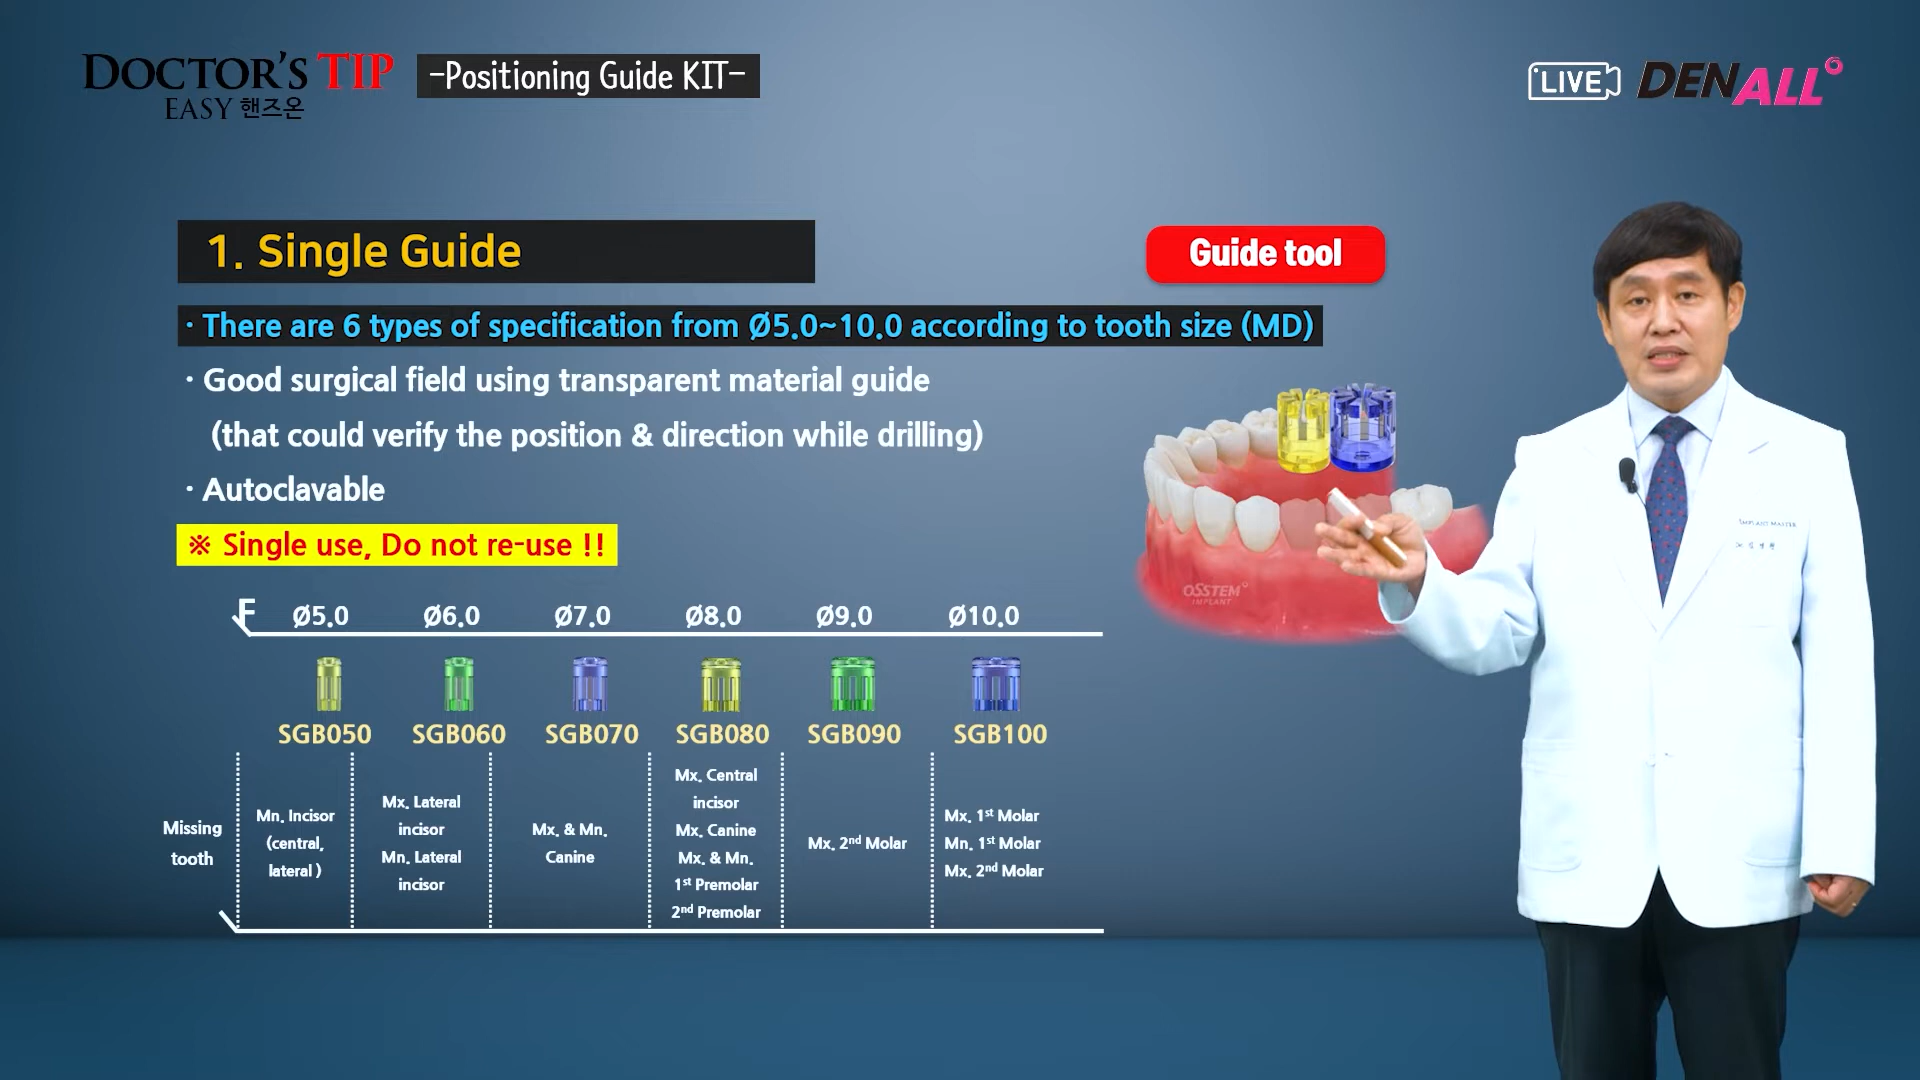 DOCTOR'S TIP
EASY 핸즈온
-Positioning Guide KIT-
LIVE DENALL
1. Single Guide
Guide tool
· There are 6 types of specification from Ø5.0~10.0 according to tooth size (MD)
· Good surgical field using transparent material guide
(that could verify the position & direction while drilling)
· Autoclavable
※ Single use, Do not re-use !!
OSSTEM
IMPLANT
IMPLANT MASTER
F Ø5.0 Ø6.0 Ø7.0 Ø8.0 Ø9.0 Ø10.0
SGB050 SGB060 SGB070 SGB080 SGB090 SGB100
Missing
tooth
Mn. Incisor
(central,
lateral )
Mx. Lateral
incisor
Mn. Lateral
incisor
Mx. & Mn.
Canine
Mx. Central
incisor
Mx. Canine
Mx. & Mn.
1st Premolar
2nd Premolar
Mx. 2nd Molar
Mx. 1st Molar
Mn. 1st Molar
Mx. 2nd Molar